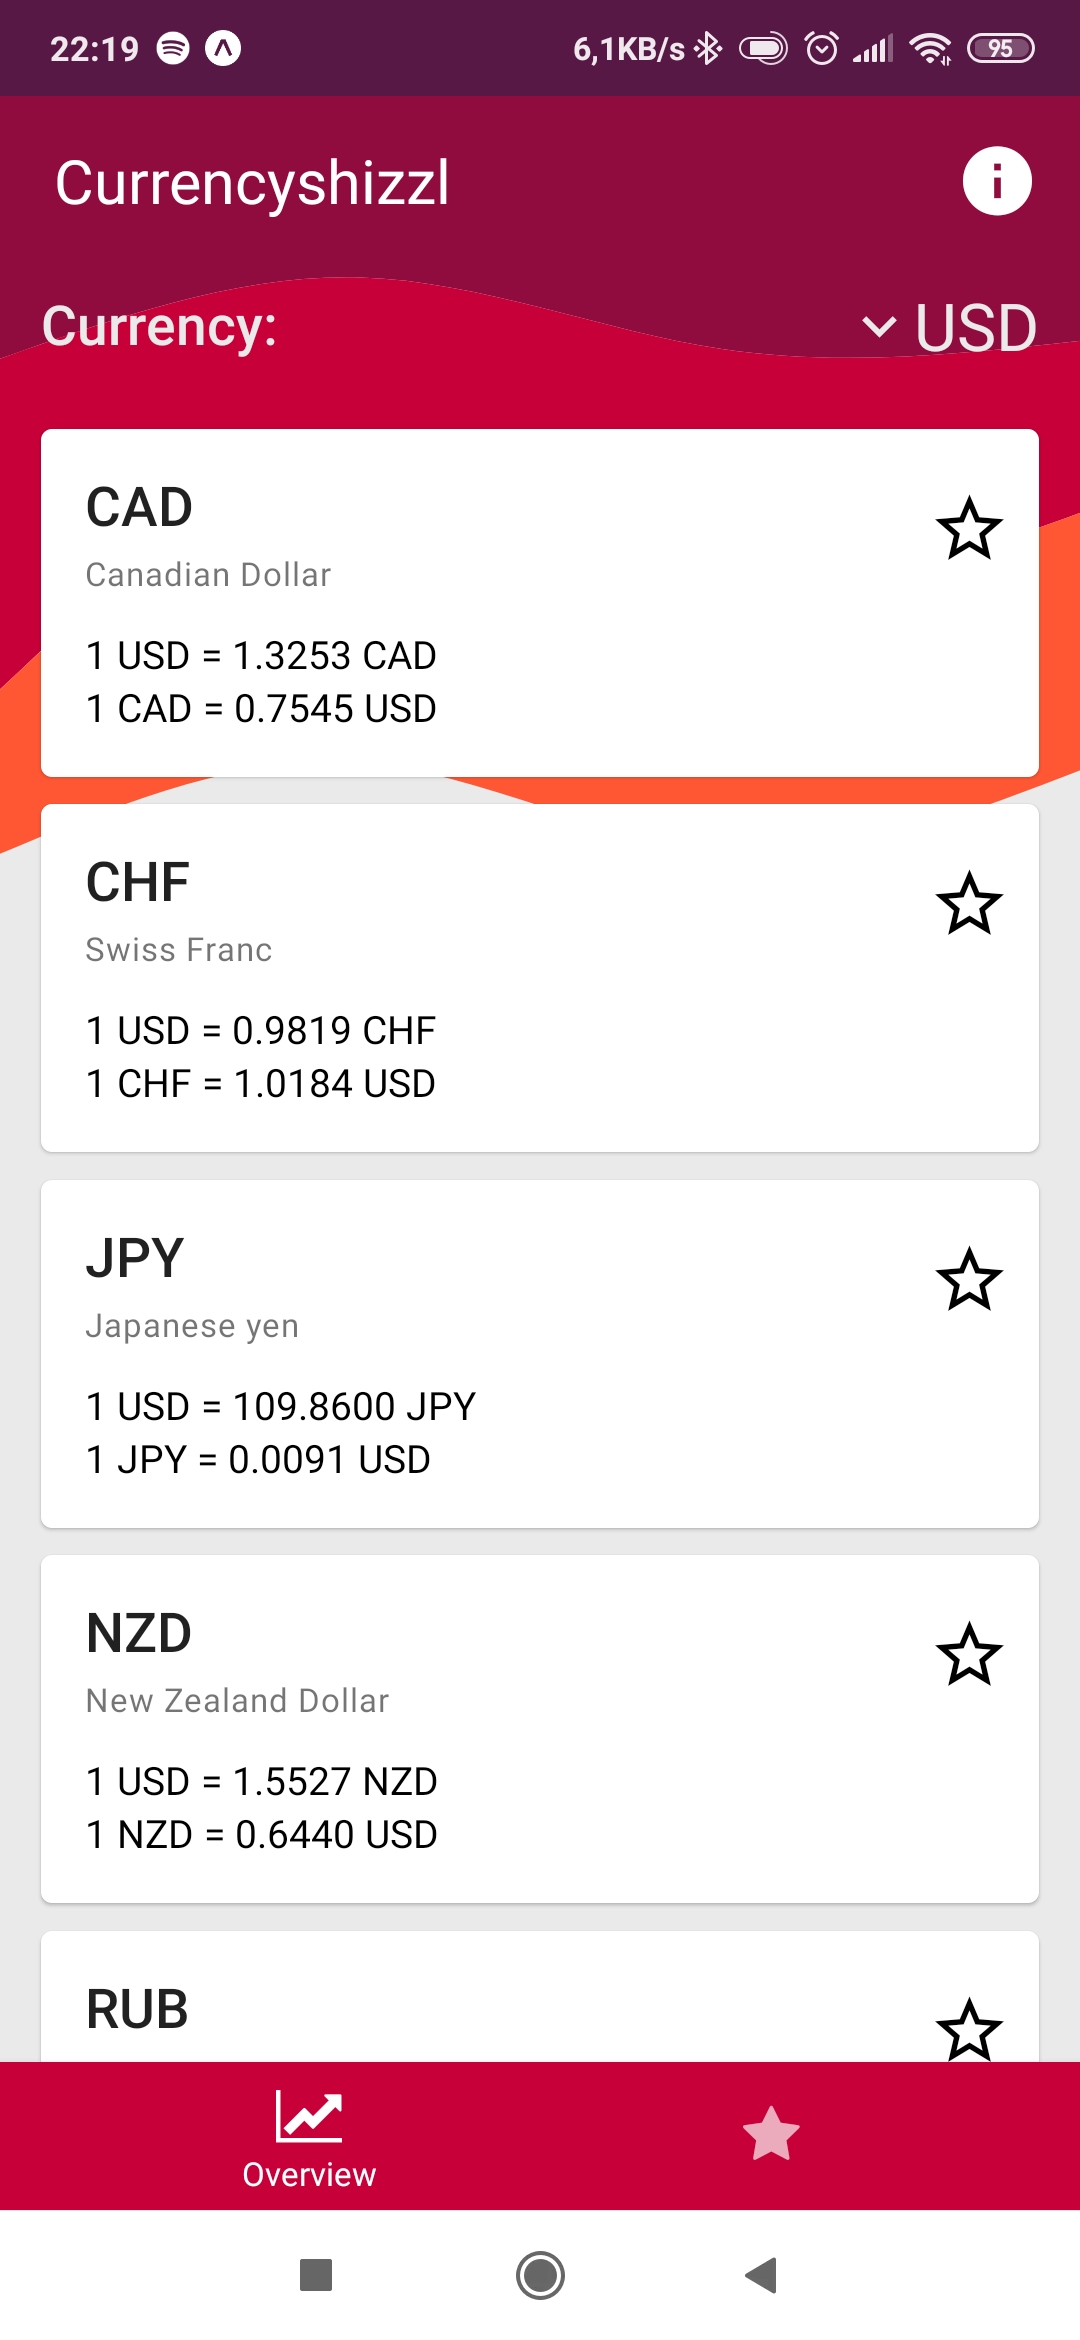 22:19 6,1KB/s 95
Currencyshizzl
Currency: USD
CAD
Canadian Dollar
1 USD = 1.3253 CAD
1 CAD = 0.7545 USD
CHF
Swiss Franc
1 USD = 0.9819 CHF
1 CHF = 1.0184 USD
JPY
Japanese yen
1 USD = 109.8600 JPY
1 JPY = 0.0091 USD
NZD
New Zealand Dollar
1 USD = 1.5527 NZD
1 NZD = 0.6440 USD
RUB
Overview